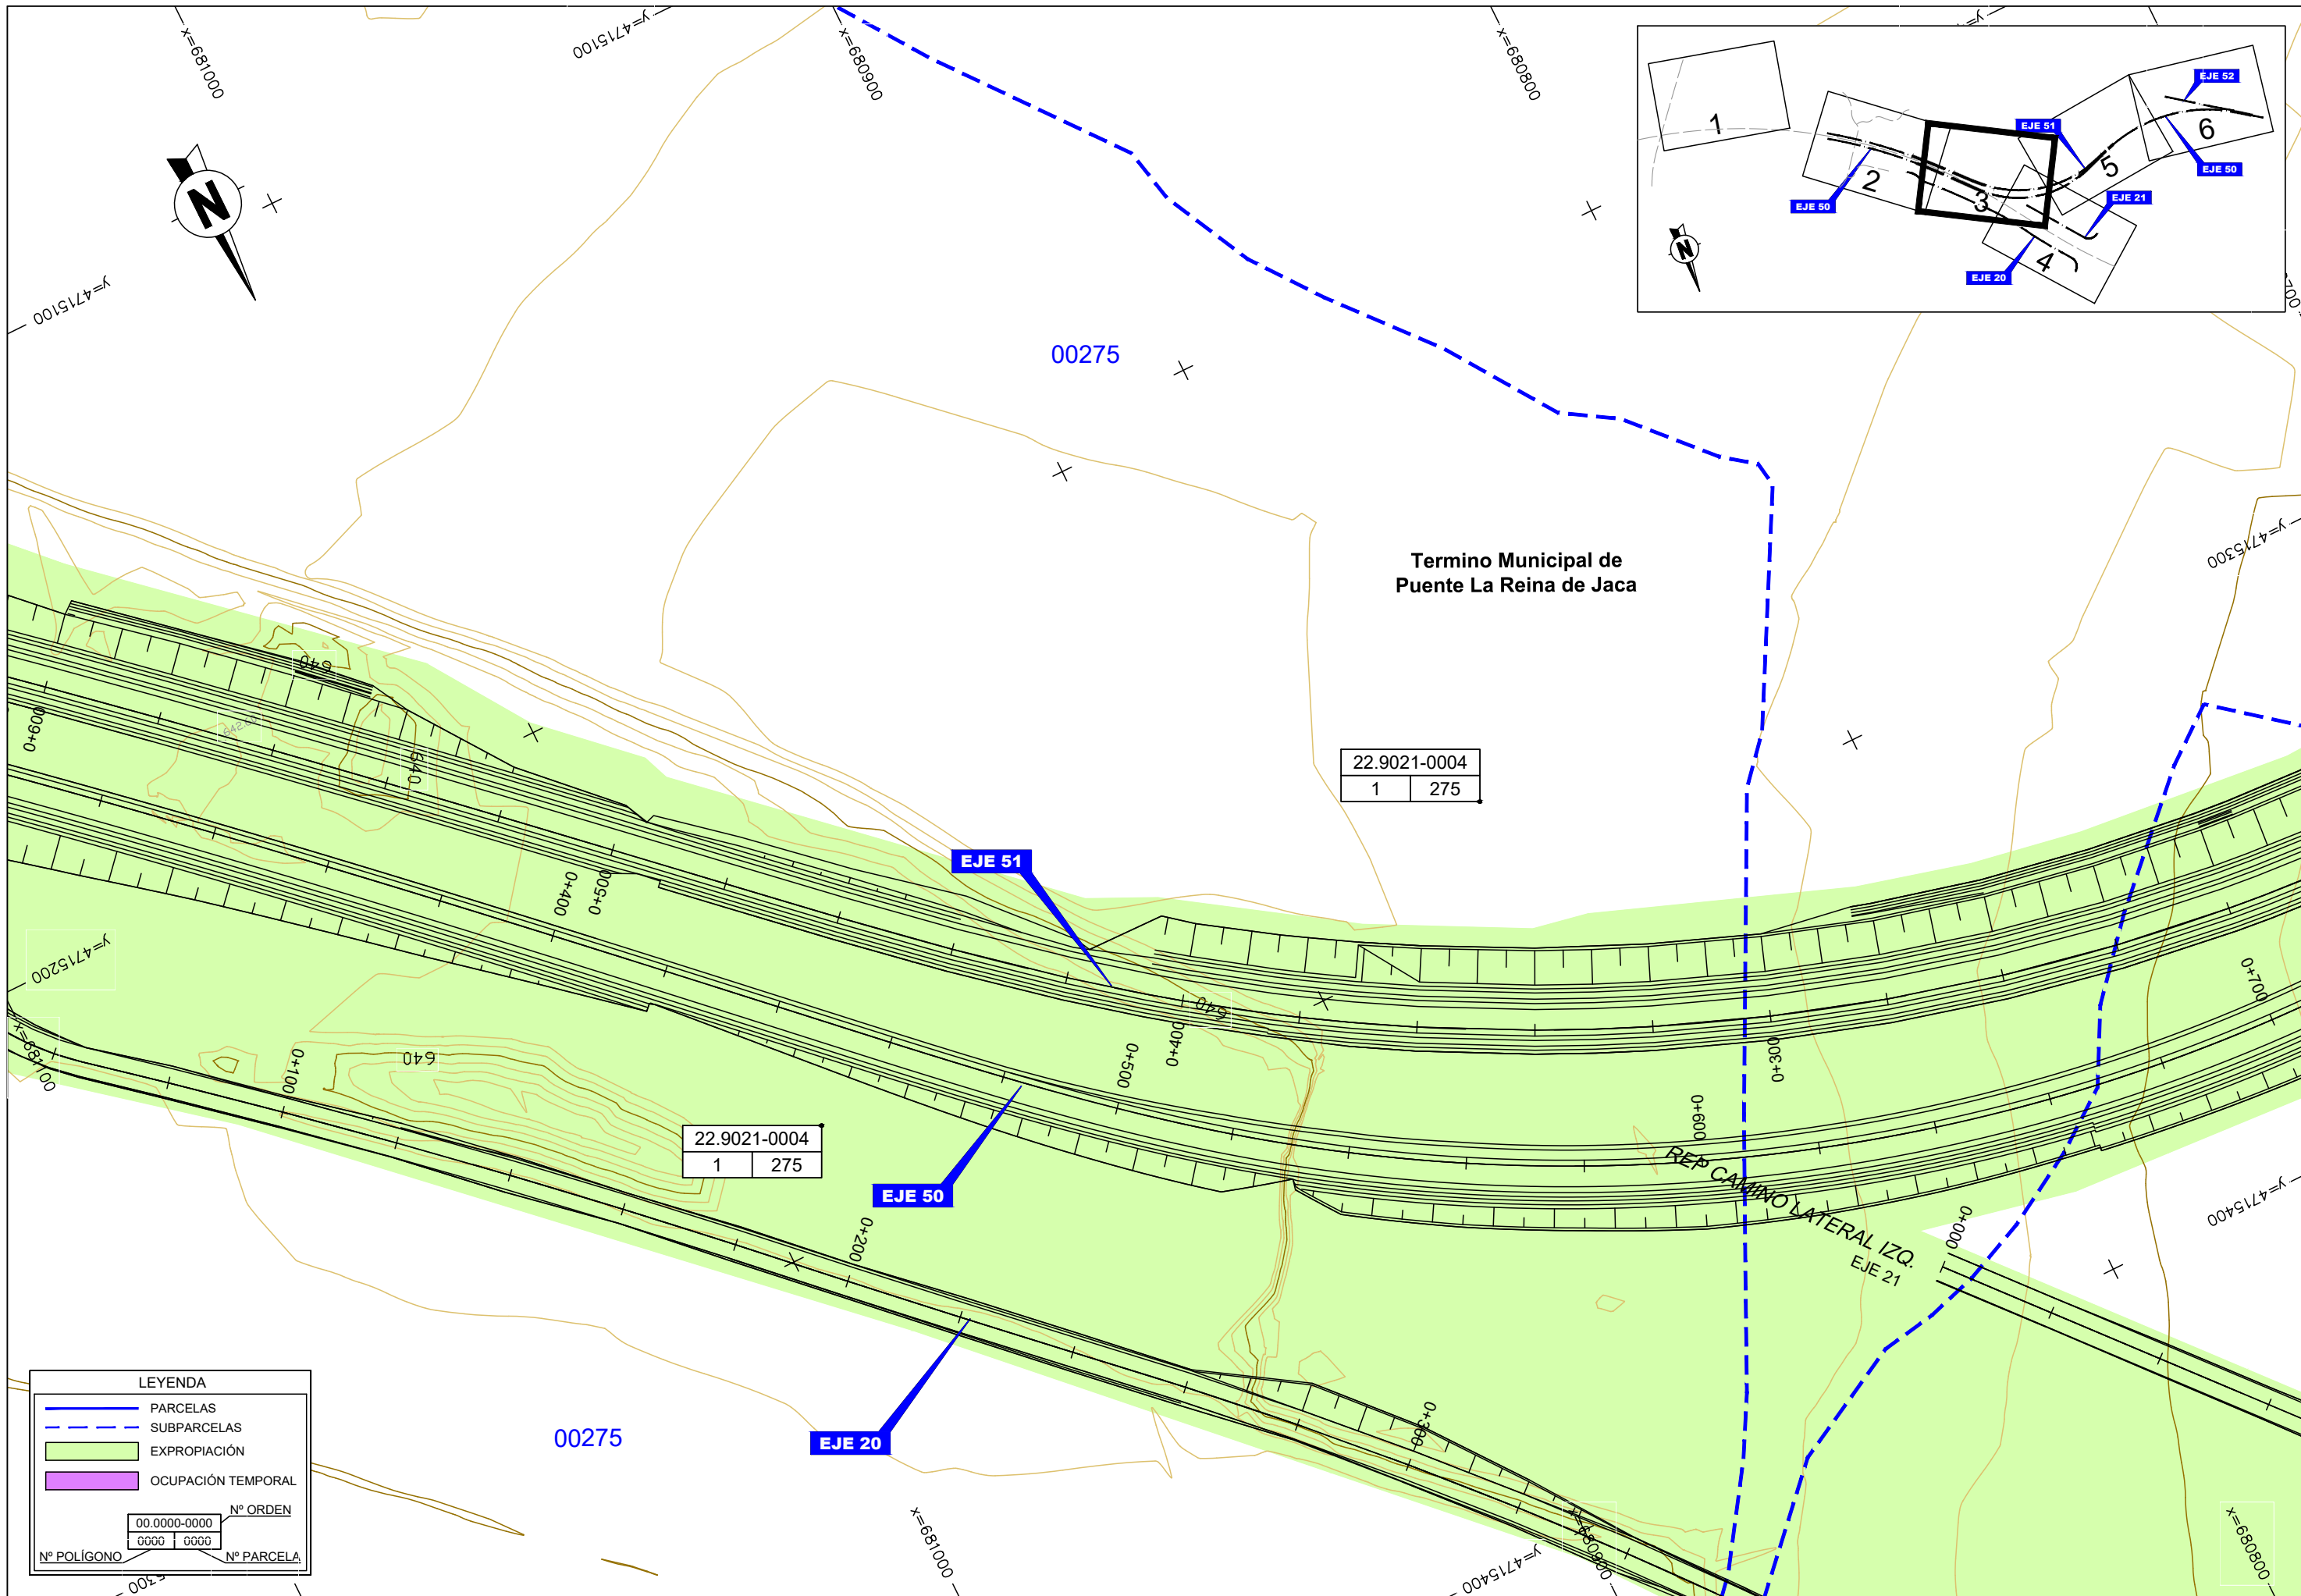 x=681000
y=4715100
x=680900
x=680800
1
2
3
4
5
6
EJE 52
EJE 51
EJE 50
EJE 21
EJE 50
EJE 20
N
N
y=4715100
00275
Termino Municipal de
Puente La Reina de Jaca
y=4715300
640
640
0+600
22.9021-0004
1 275
EJE 51
0+400
0+500
y=4715200
x=681100
0+100
640
640
0+400
0+500
0+300
0+600
0+700
22.9021-0004
1 275
EJE 50
REP CAMINO LATERAL IZQ.
EJE 21
0+000
y=4715400
0+200
EJE 20
00275
0+300
x=681000
y=4715400
x=680900
x=680800
LEYENDA
PARCELAS
SUBPARCELAS
EXPROPIACIÓN
OCUPACIÓN TEMPORAL
Nº ORDEN
00.0000-0000
0000 0000
Nº POLÍGONO
Nº PARCELA